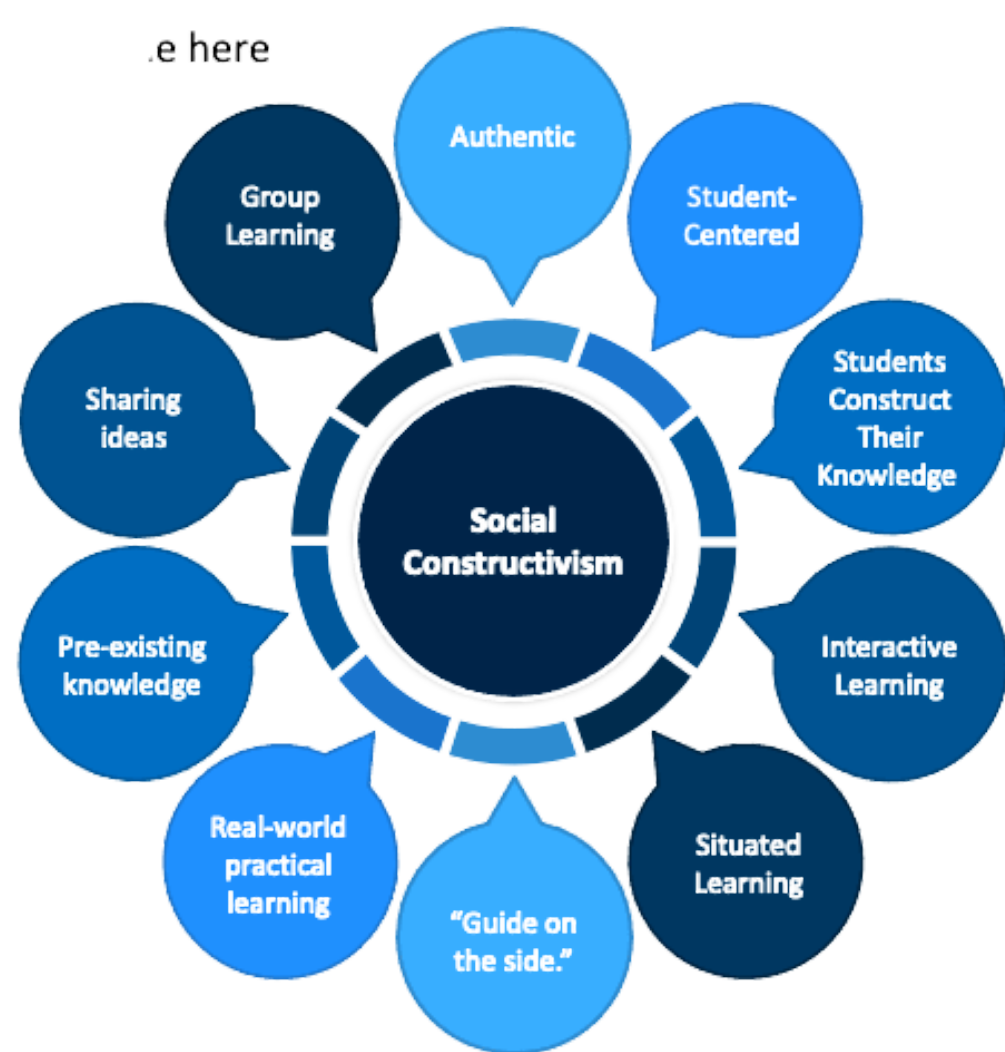 e here
Authentic
Student-
Centered
Students
Construct
Their
Knowledge
Interactive
Learning
Situated
Learning
“Guide on
the side.”
Real-world
practical
learning
Pre-existing
knowledge
Sharing
ideas
Group
Learning
Social
Constructivism